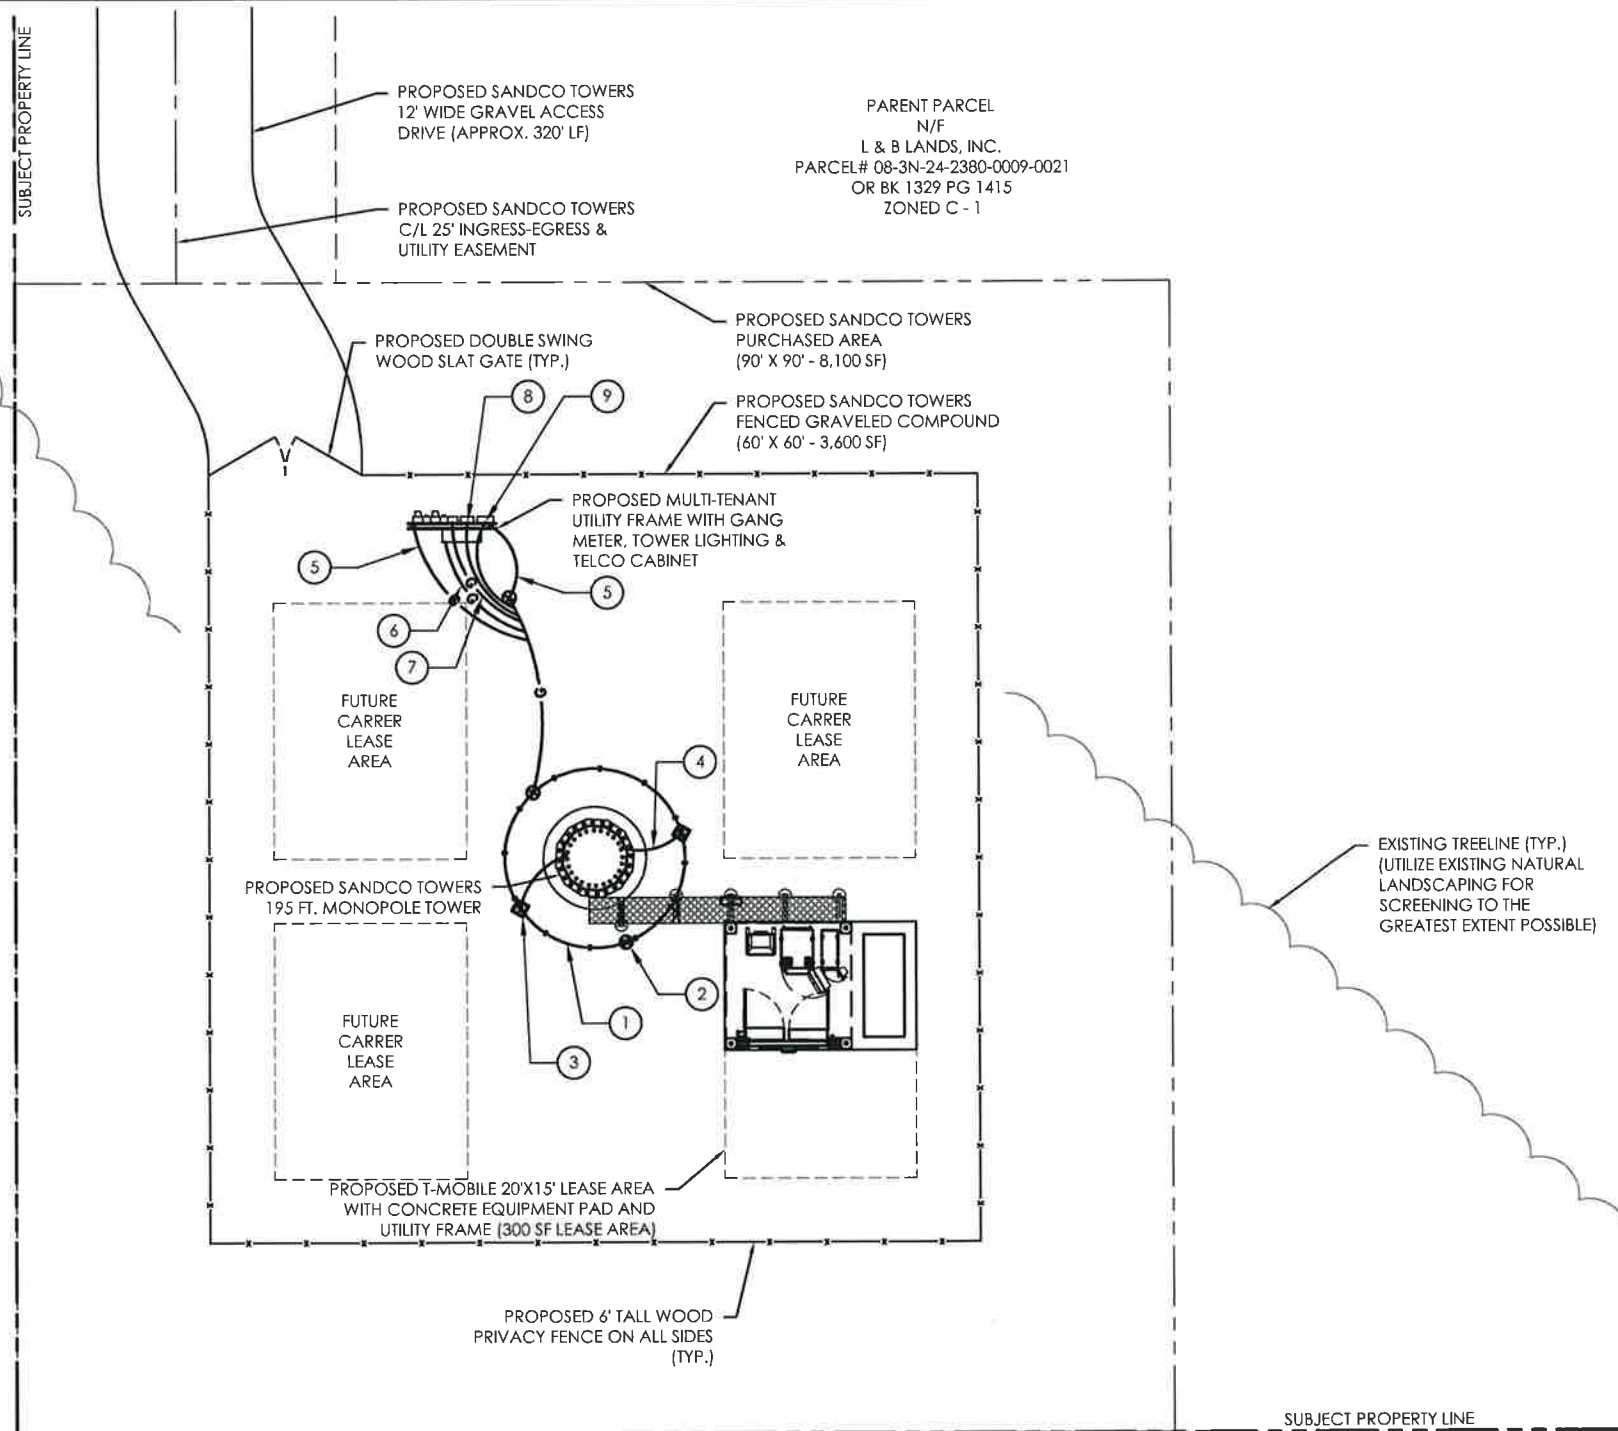 SUBJECT PROPERTY LINE
PROPOSED SANDCO TOWERS
12' WIDE GRAVEL ACCESS
DRIVE (APPROX. 320' LF)
PARENT PARCEL
N/F
L & B LANDS, INC.
PARCEL# 08-3N-24-2380-0009-0021
OR BK 1329 PG 1415
ZONED C - 1
PROPOSED SANDCO TOWERS
C/L 25' INGRESS-EGRESS &
UTILITY EASEMENT
PROPOSED SANDCO TOWERS
PURCHASED AREA
(90' X 90' - 8,100 SF)
PROPOSED DOUBLE SWING
WOOD SLAT GATE (TYP.)
8
9
PROPOSED SANDCO TOWERS
FENCED GRAVELED COMPOUND
(60' X 60' - 3,600 SF)
PROPOSED MULTI-TENANT
UTILITY FRAME WITH GANG
METER, TOWER LIGHTING &
TELCO CABINET
5
5
6
7
G
G
G
FUTURE
CARRER
LEASE
AREA
FUTURE
CARRER
LEASE
AREA
4
EXISTING TREELINE (TYP.)
(UTILIZE EXISTING NATURAL
LANDSCAPING FOR
SCREENING TO THE
GREATEST EXTENT POSSIBLE)
PROPOSED SANDCO TOWERS
195 FT. MONOPOLE TOWER
2
1
3
FUTURE
CARRER
LEASE
AREA
PROPOSED T-MOBILE 20'X15' LEASE AREA
WITH CONCRETE EQUIPMENT PAD AND
UTILITY FRAME (300 SF LEASE AREA)
PROPOSED 6' TALL WOOD
PRIVACY FENCE ON ALL SIDES
(TYP.)
SUBJECT PROPERTY LINE